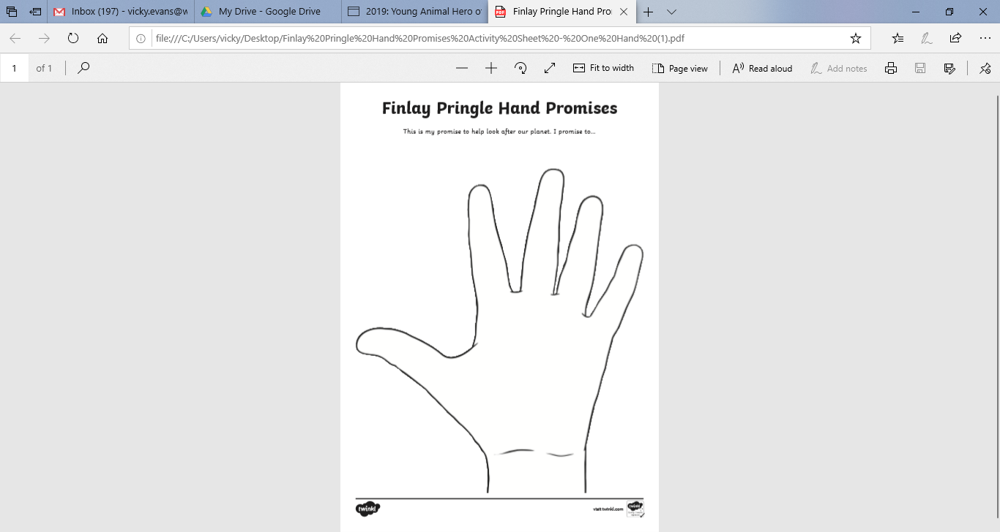 Inbox (197) - vicky.evans@w
My Drive - Google Drive
2019: Young Animal Hero o
Finlay Pringle Hand Pro
file:///C:/Users/vicky/Desktop/Finlay%20Pringle%20Hand%20Promises%20Activity%20Sheet%20-%20One%20Hand%20(1).pdf
1 of 1
Fit to width
Page view
Read aloud
Add notes
Finlay Pringle Hand Promises
This is my promise to help look after our planet. I promise to...
twinkl
visit twinkl.com
twinkl